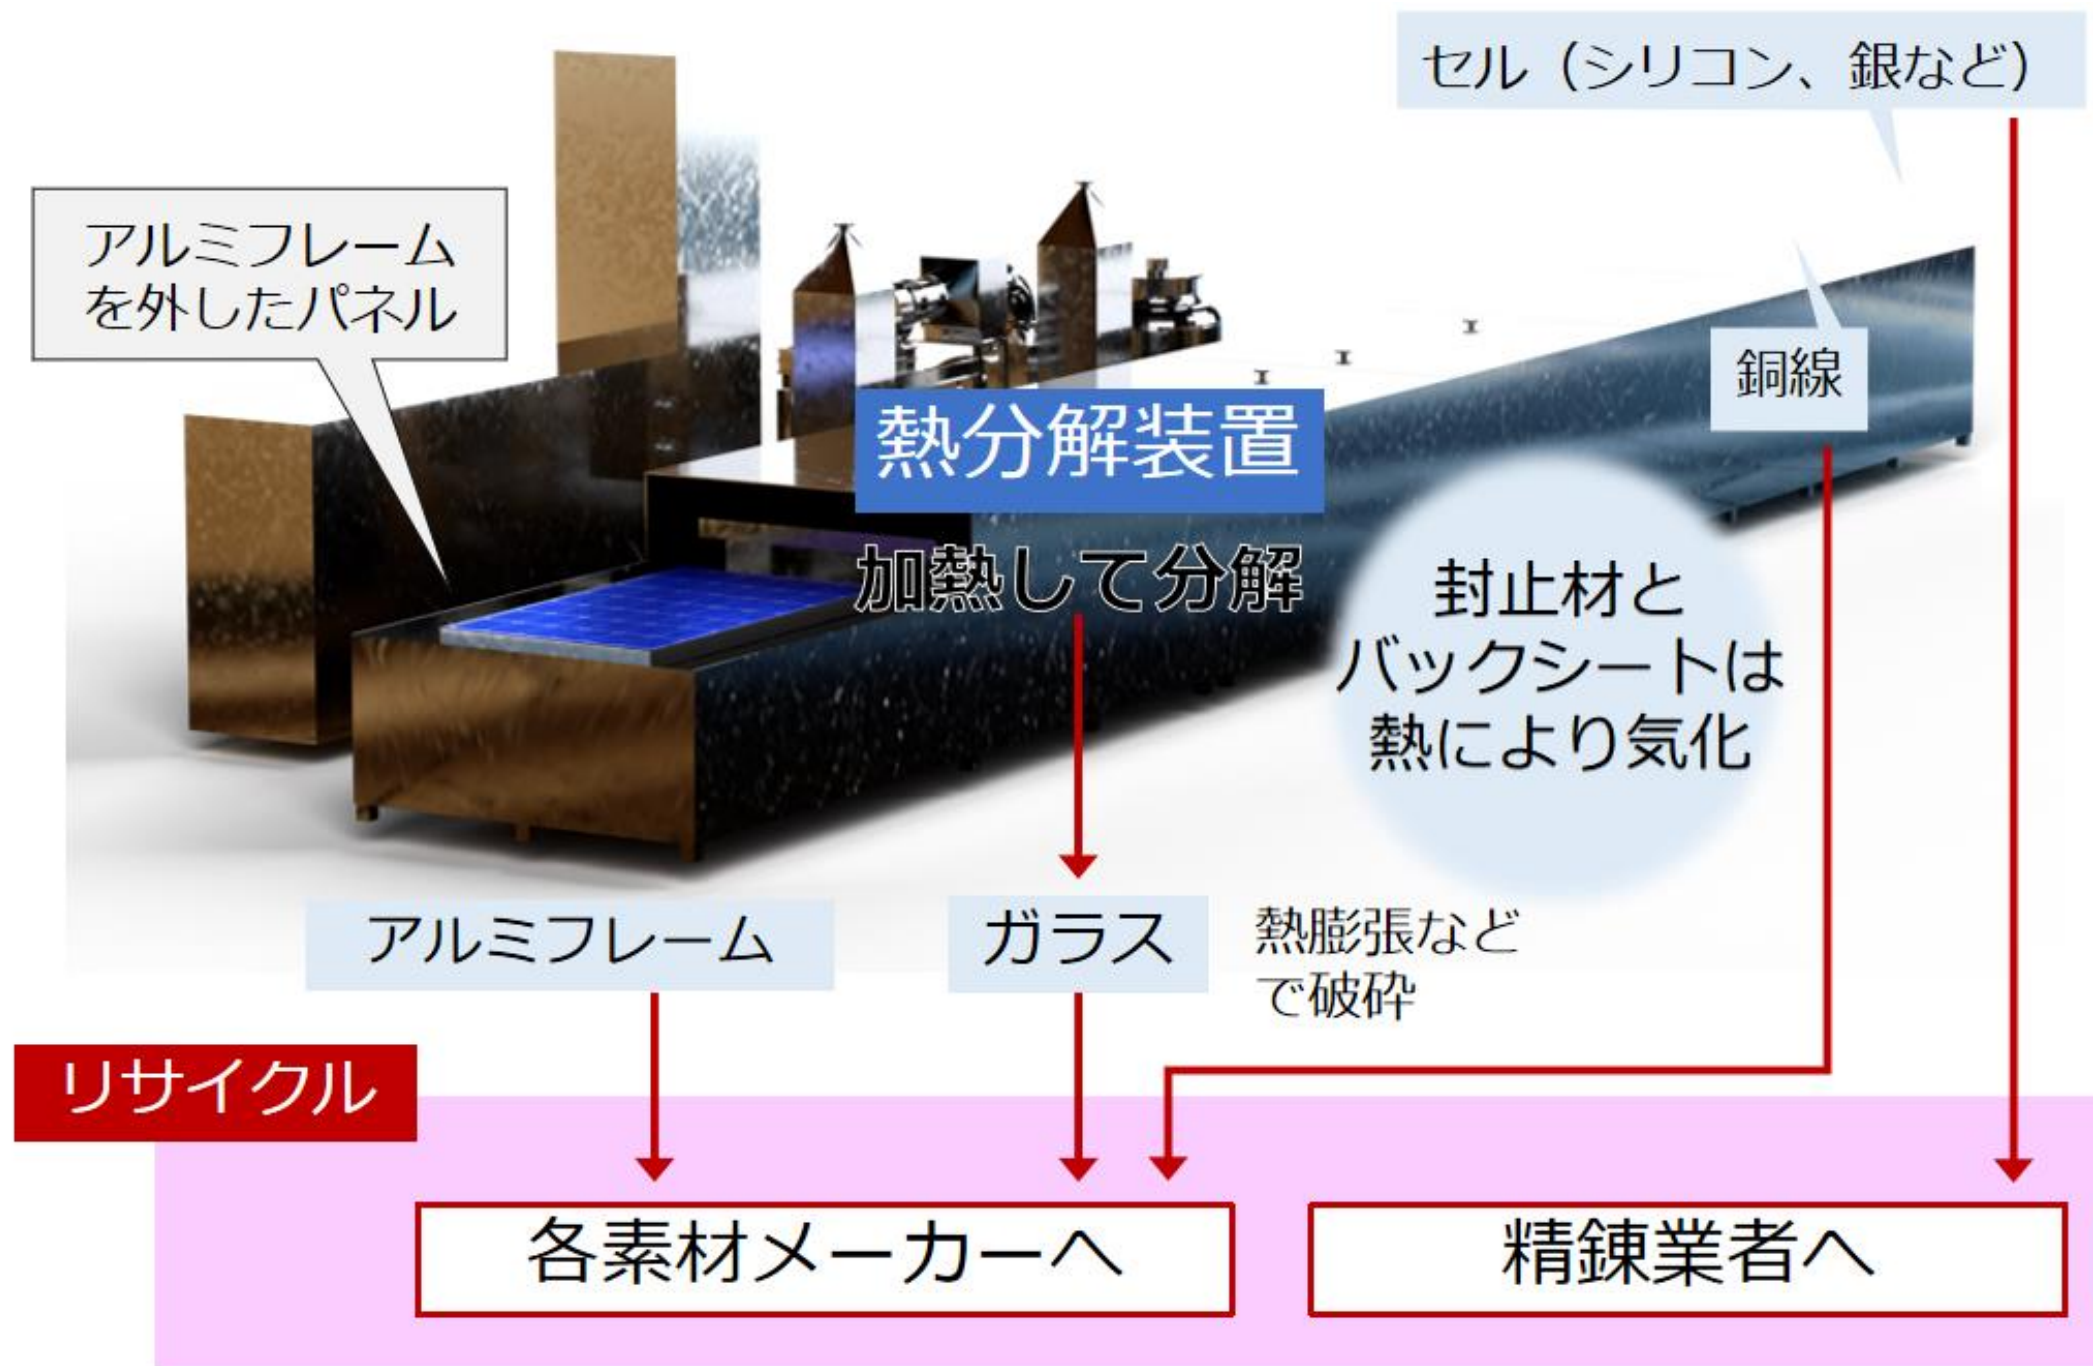 セル（シリコン、銀など）
アルミフレーム
を外したパネル
銅線
熱分解装置
加熱して分解
封止材と
バックシートは
熱により気化
アルミフレーム
ガラス
熱膨張など
で破砕
リサイクル
各素材メーカーへ
精錬業者へ